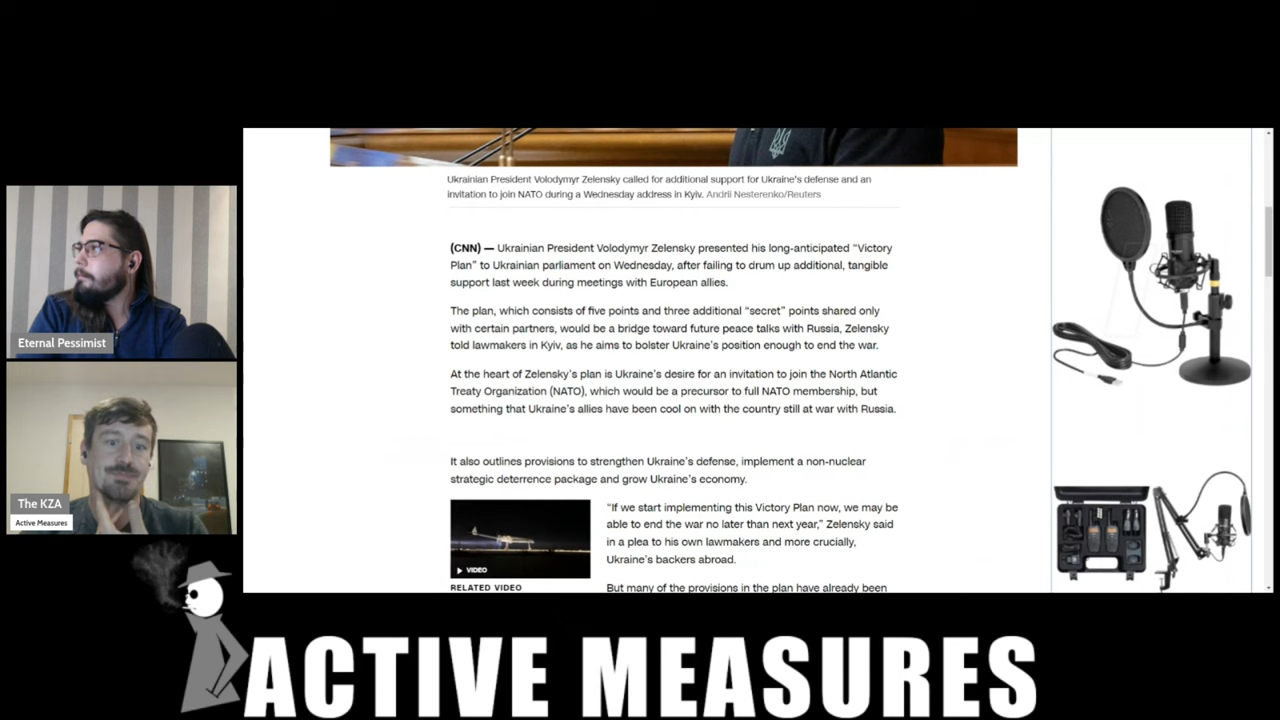 Ukrainian President Volodymyr Zelensky called for additional support for Ukraine's defense and an
invitation to join NATO during a Wednesday address in Kyiv. Andrii Nesterenko/Reuters
(CNN) — Ukrainian President Volodymyr Zelensky presented his long-anticipated “Victory
Plan” to Ukrainian parliament on Wednesday, after failing to drum up additional, tangible
support last week during meetings with European allies.
The plan, which consists of five points and three additional “secret” points shared only
with certain partners, would be a bridge toward future peace talks with Russia, Zelensky
told lawmakers in Kyiv, as he aims to bolster Ukraine's position enough to end the war.
At the heart of Zelensky's plan is Ukraine's desire for an invitation to join the North Atlantic
Treaty Organization (NATO), which would be a precursor to full NATO membership, but
something that Ukraine's allies have been cool on with the country still at war with Russia.
It also outlines provisions to strengthen Ukraine's defense, implement a non-nuclear
strategic deterrence package and grow Ukraine's economy.
VIDEO
RELATED VIDEO
“If we start implementing this Victory Plan now, we may be
able to end the war no later than next year,” Zelensky said
in a plea to his own lawmakers and more crucially,
Ukraine's backers abroad.
But many of the provisions in the plan have already been
Eternal Pessimist
The KZA
Active Measures
ACTIVE MEASURES